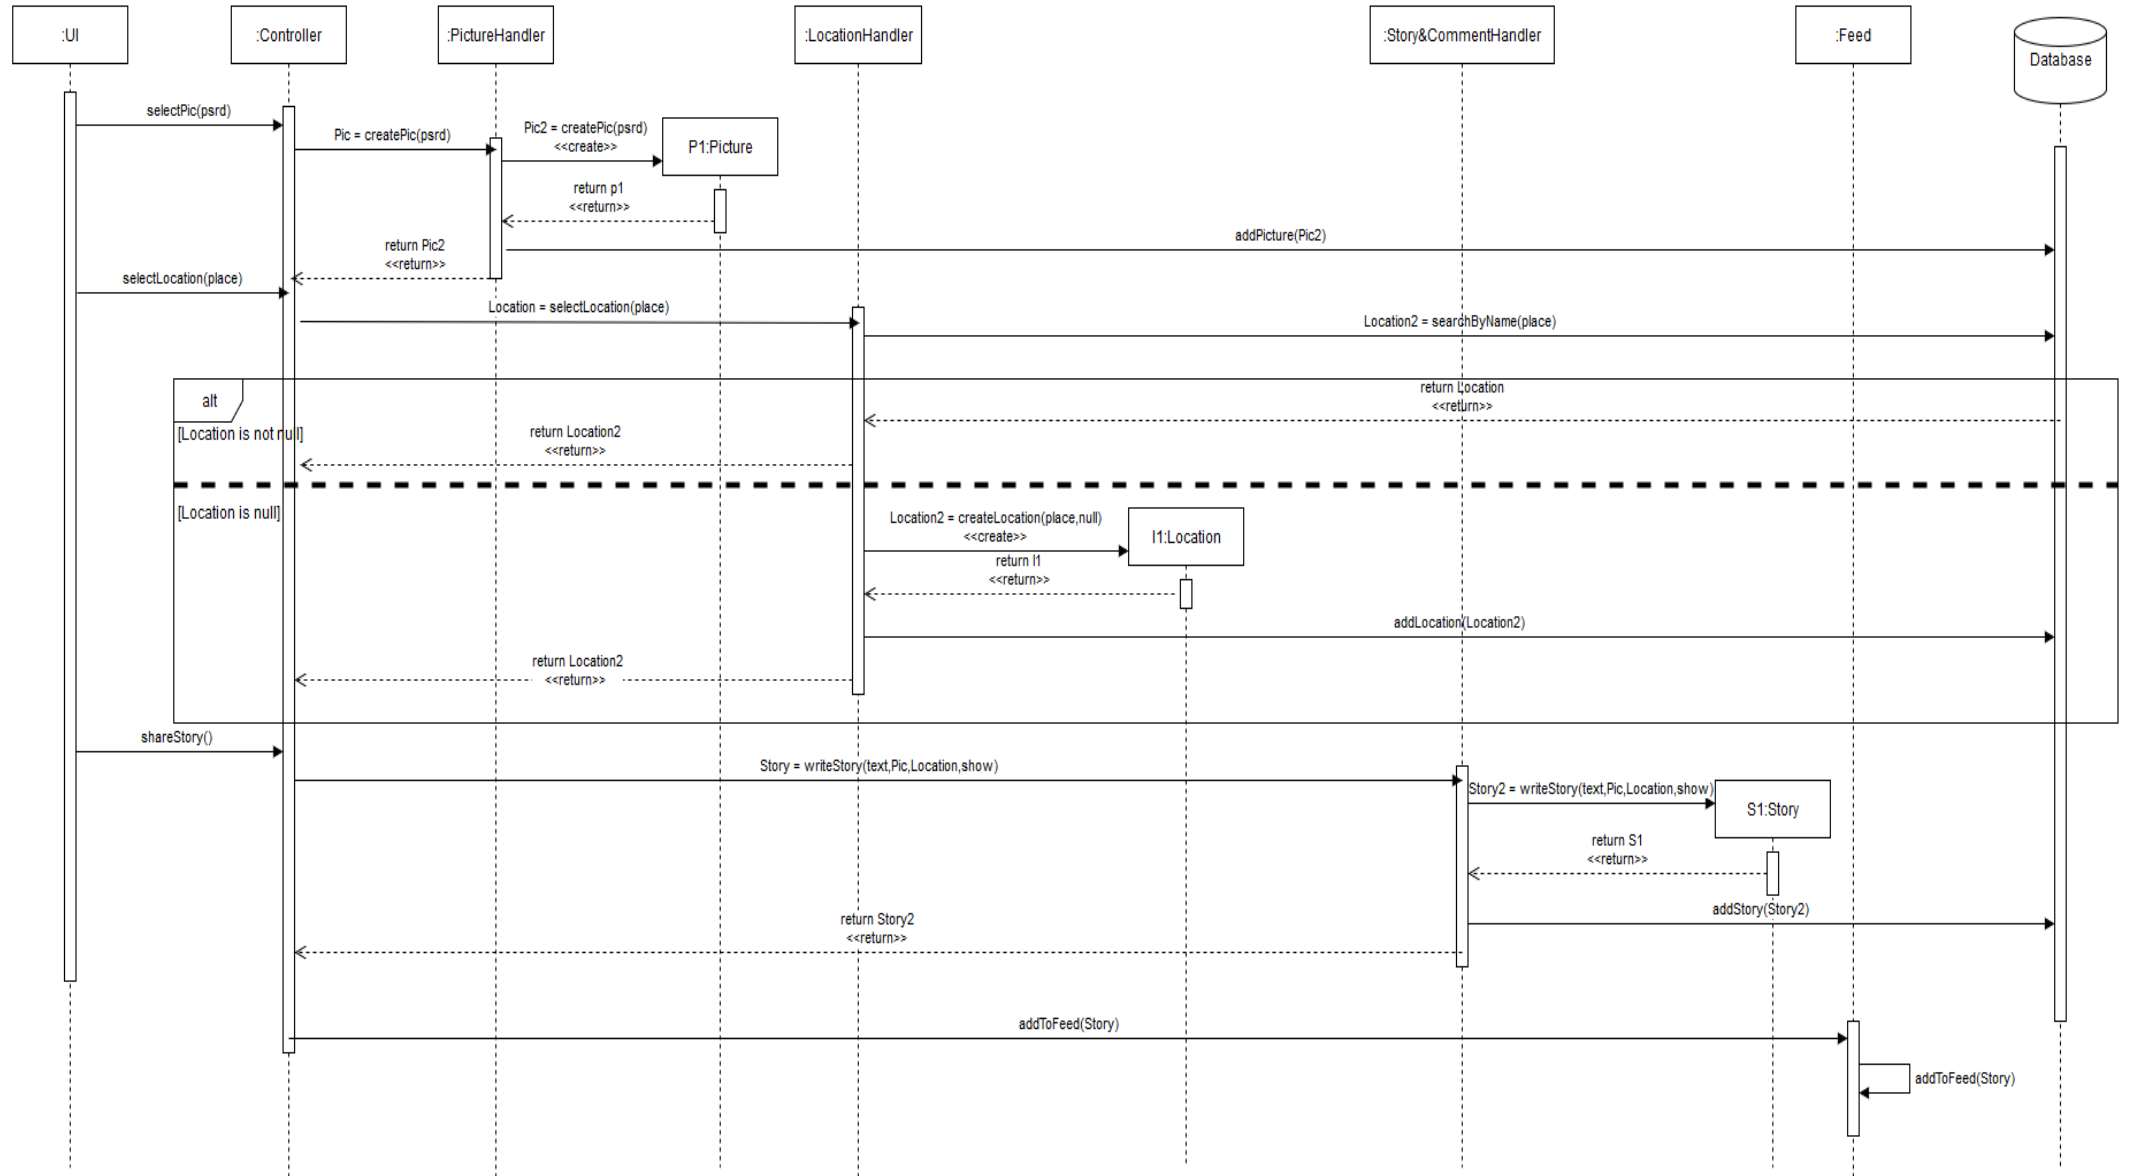 :UI
:Controller
:PictureHandler
:LocationHandler
:Story&CommentHandler
:Feed
Database
selectPic(psrd)
Pic = createPic(psrd)
Pic2 = createPic(psrd)
<<create>>
P1:Picture
return p1
<<return>>
addPicture(Pic2)
return Pic2
<<return>>
selectLocation(place)
Location = selectLocation(place)
Location2 = searchByName(place)
alt
return Location
<<return>>
[Location is not null]
return Location2
<<return>>
[Location is null]
Location2 = createLocation(place,null)
<<create>>
l1:Location
return l1
<<return>>
addLocation(Location2)
return Location2
<<return>>
shareStory()
Story = writeStory(text,Pic,Location,show)
Story2 = writeStory(text,Pic,Location,show)
S1:Story
return S1
<<return>>
addStory(Story2)
return Story2
<<return>>
addToFeed(Story)
addToFeed(Story)